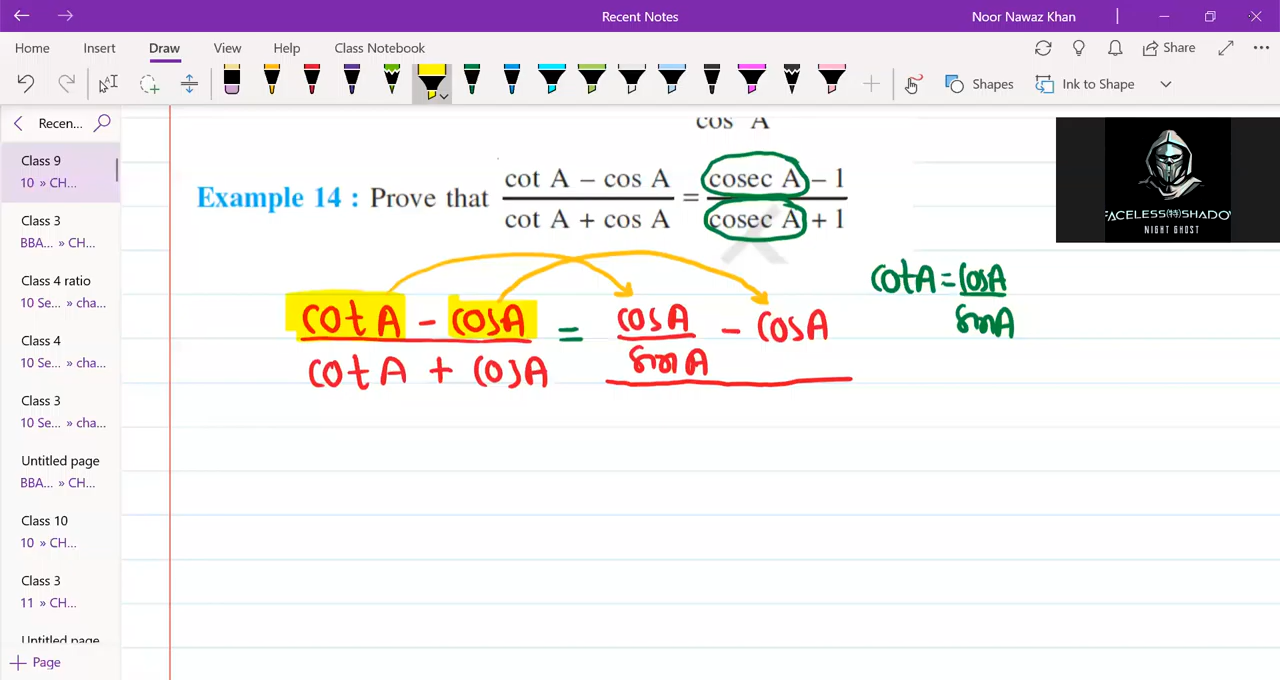 Recent Notes
Noor Nawaz Khan
Home Insert Draw View Help Class Notebook
Share
Shapes
Ink to Shape
Recen...
Class 9
10 » CH...
Class 3
BBA... » CH...
Class 4 ratio
10 Se... » cha...
Class 4
10 Se... » cha...
Class 3
10 Se... » cha...
Untitled page
BBA... » CH...
Class 10
10 » CH...
Class 3
11 » CH...
Untitled page
+ Page
cos A
Example 14 : Prove that
cot A – cos A = cosec A – 1
cot A + cos A cosec A + 1
cot A - cos A = cos A - cos A
cot A + cos A sin A
cot A = cos A
sin A
NIGHT GHOST